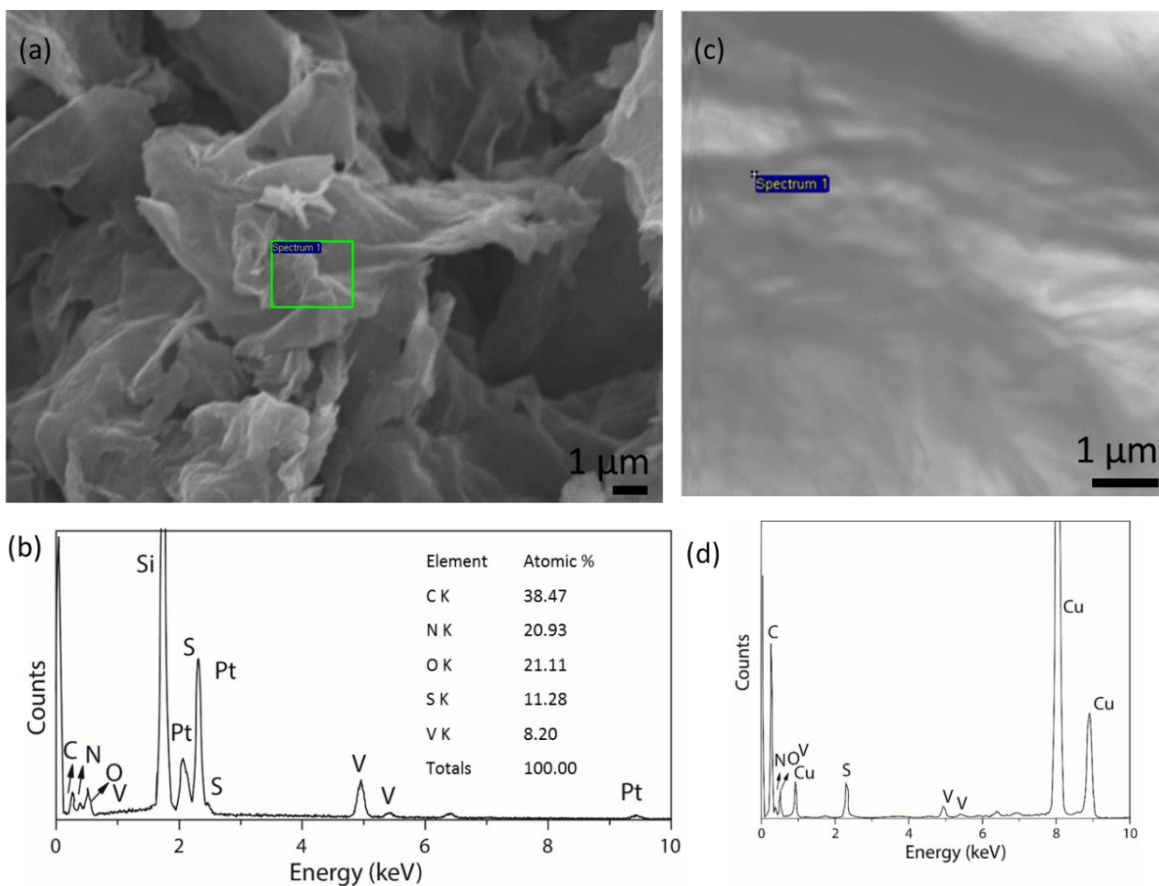 (a)
Spectrum 1
1 μm
(c)
Spectrum 1
1 μm
(b)
Counts
Si
S
Pt
Pt
S
C
N
O
V
V
V
Pt
Element Atomic %
C K 38.47
N K 20.93
O K 21.11
S K 11.28
V K 8.20
Totals 100.00
0 2 4 6 8 10
Energy (keV)
(d)
Counts
C
N
O
V
Cu
S
V
V
Cu
Cu
0 2 4 6 8 10
Energy (keV)